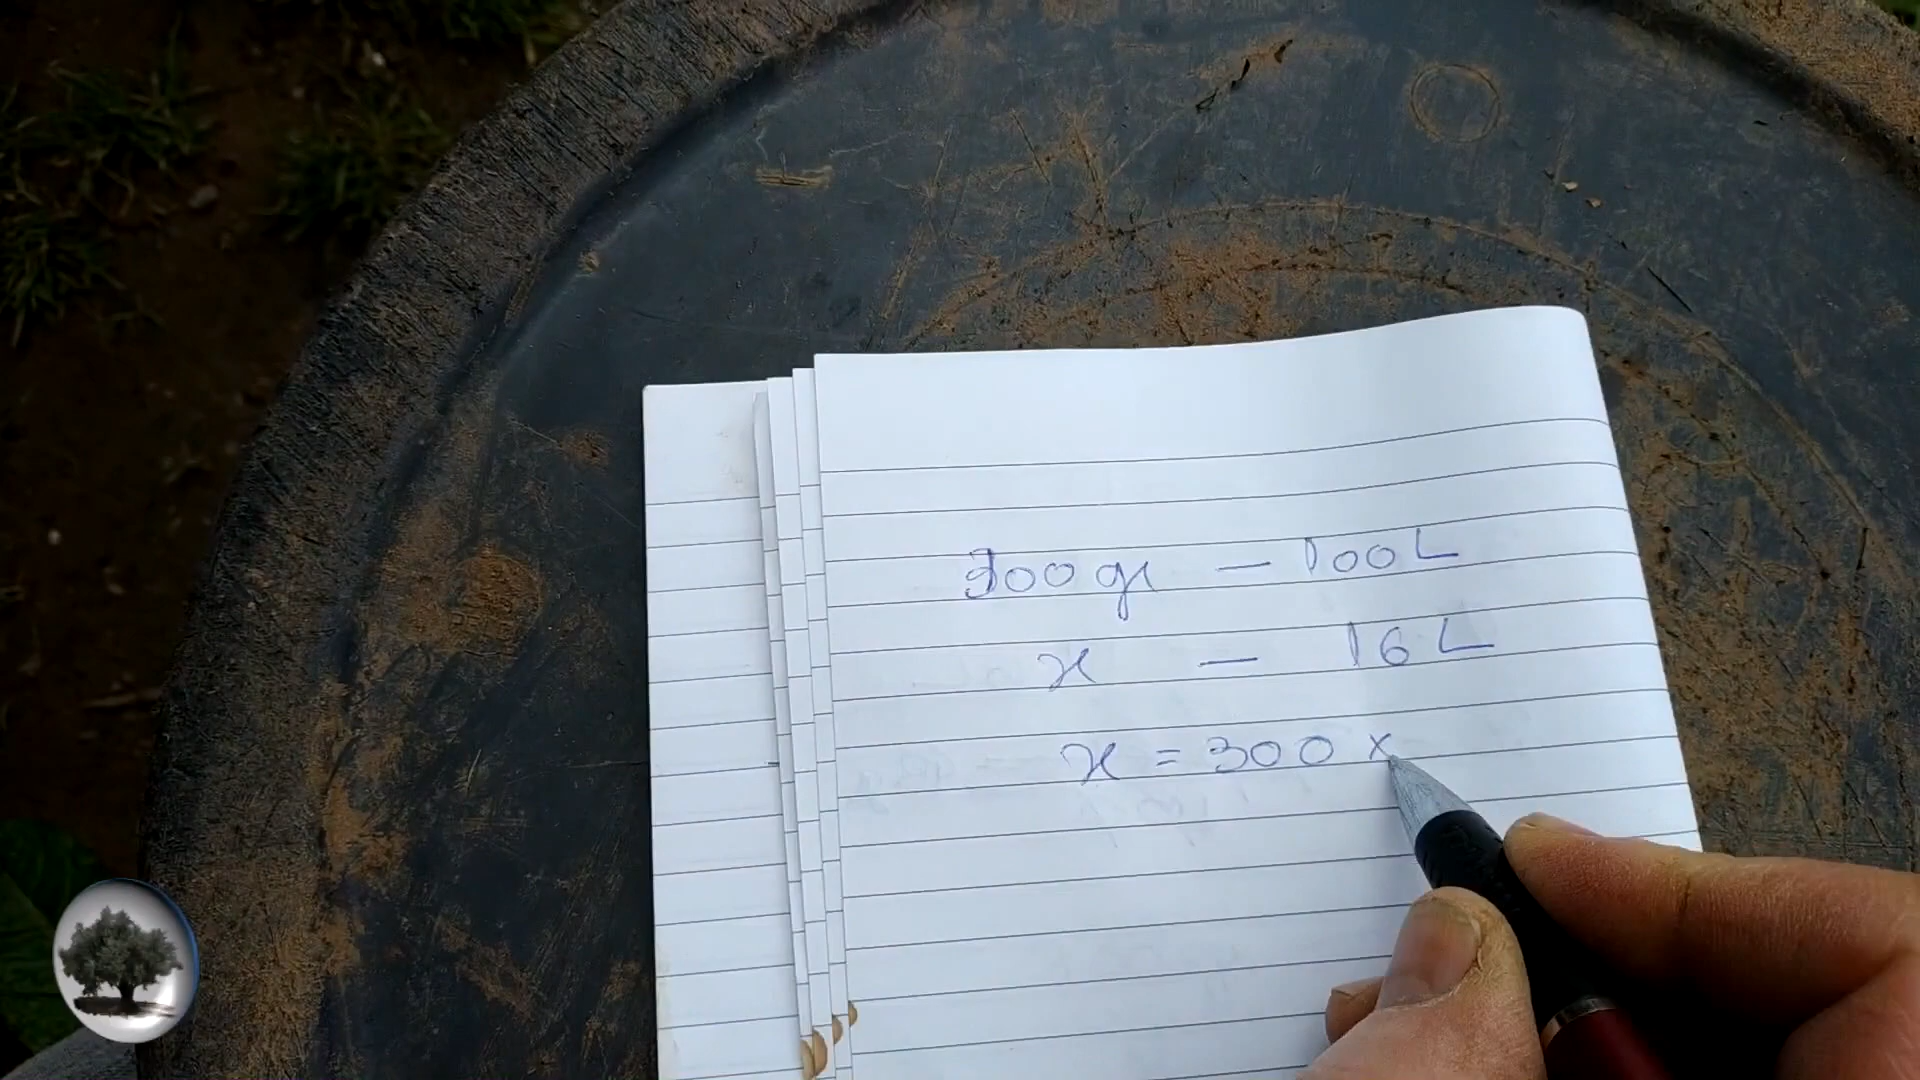 300gr — 100L
x — 16L
x = 300 x